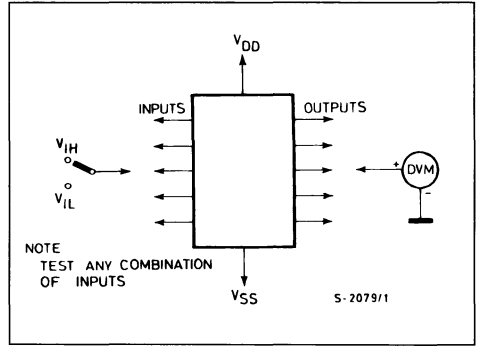 VDD
INPUTS OUTPUTS
VIH
VIL
+ DVM
-
NOTE
TEST ANY COMBINATION
OF INPUTS
VSS
S-2079/1